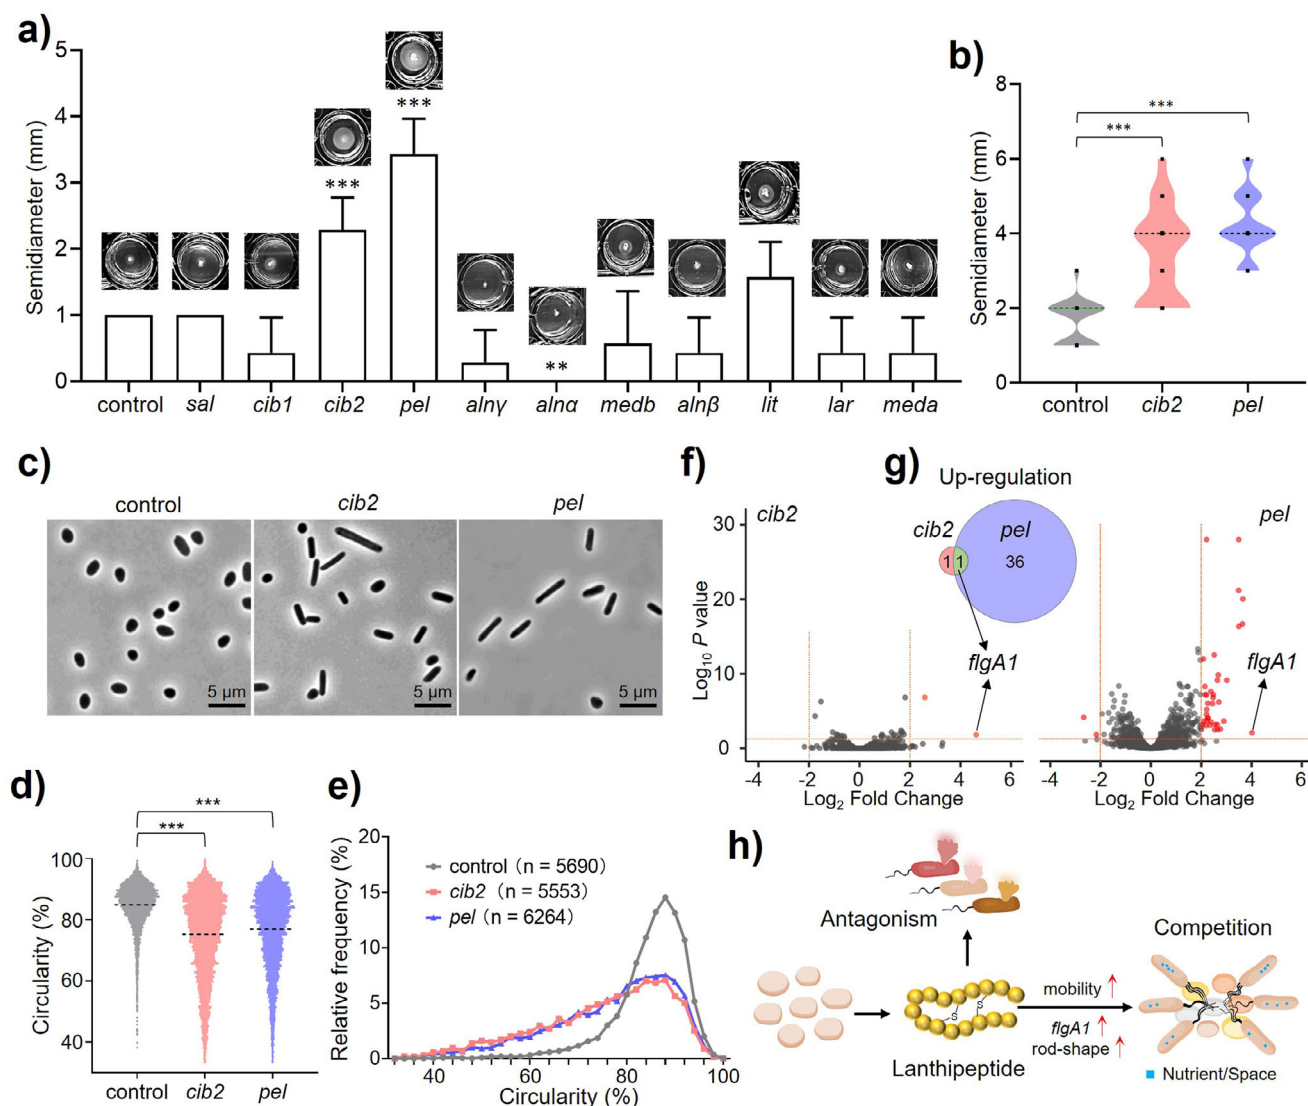 a)
5
4
3
2
1
0
Semidiameter (mm)
***
***
**
control sal cib1 cib2 pel alnγ alnα medb alnβ lit lar meda
b)
8
6
4
2
0
Semidiameter (mm)
***
***
control cib2 pel
c)
control cib2 pel
5 µm 5 µm 5 µm
d)
***
***
100
80
60
40
Circularity (%)
control cib2 pel
e)
20
15
10
5
0
Relative frequency (%)
control (n = 5690)
cib2 (n = 5553)
pel (n = 6264)
40 60 80 100
Circularity (%)
f)
cib2
30
20
10
0
Log10 P value
-4 -2 0 2 4 6
Log2 Fold Change
g)
Up-regulation
cib2 pel
1 1 36
flgA1
pel
flgA1
-4 -2 0 2 4 6
Log2 Fold Change
h)
Antagonism
S
S
Lanthipeptide
mobility
flgA1
rod-shape
Competition
Nutrient/Space